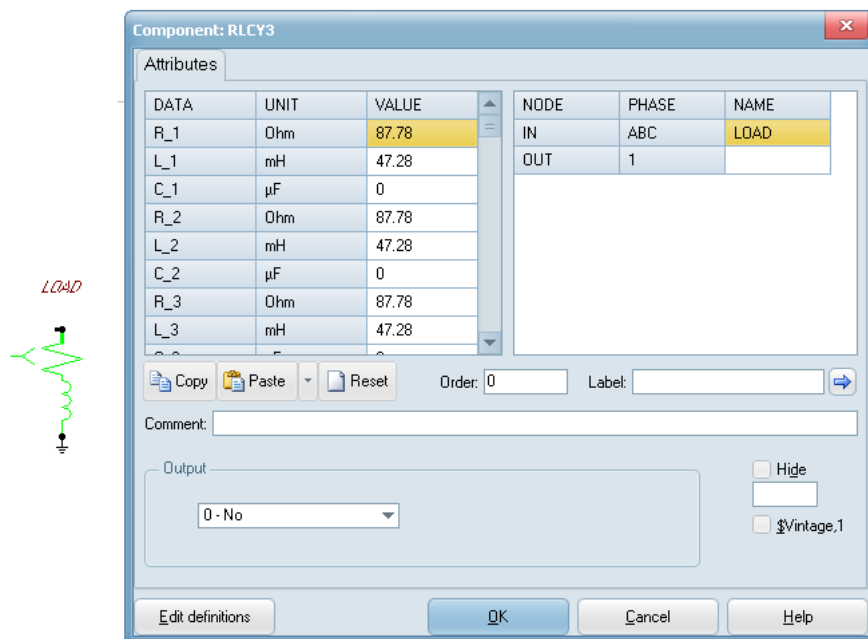 Component: RLCY3
Attributes
DATA UNIT VALUE
R_1 Ohm 87.78
L_1 mH 47.28
C_1 µF 0
R_2 Ohm 87.78
L_2 mH 47.28
C_2 µF 0
R_3 Ohm 87.78
L_3 mH 47.28
NODE PHASE NAME
IN ABC LOAD
OUT 1
LOAD
Copy Paste Reset Order: 0 Label:
Comment:
Output
0 - No
Hide
$Vintage,1
Edit definitions OK Cancel Help